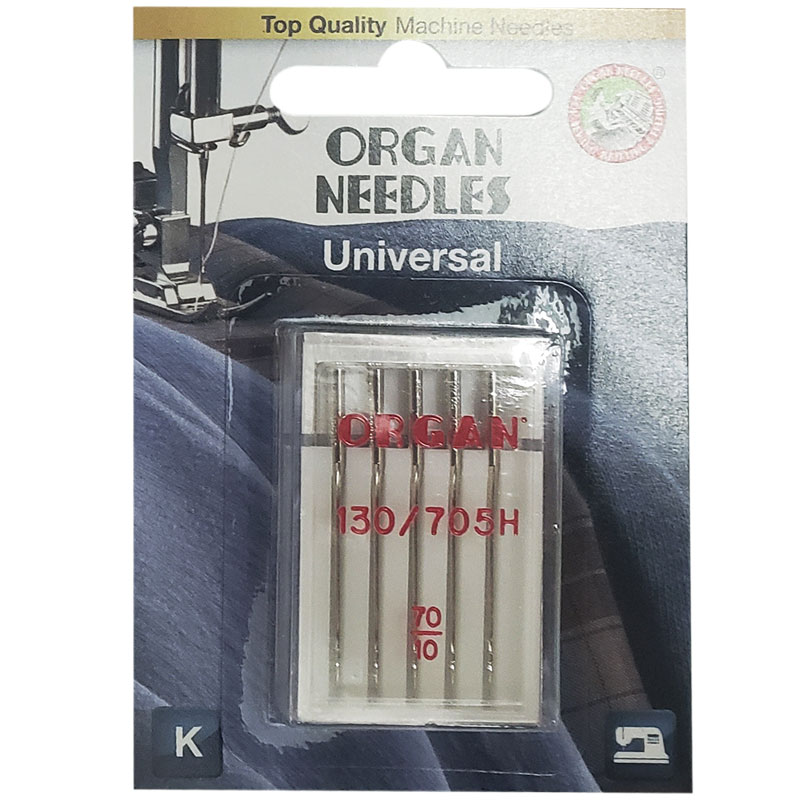 Top Quality Machine Needles
ORGAN
NEEDLES
®
Universal
ORGAN
130/705H
70
10
K